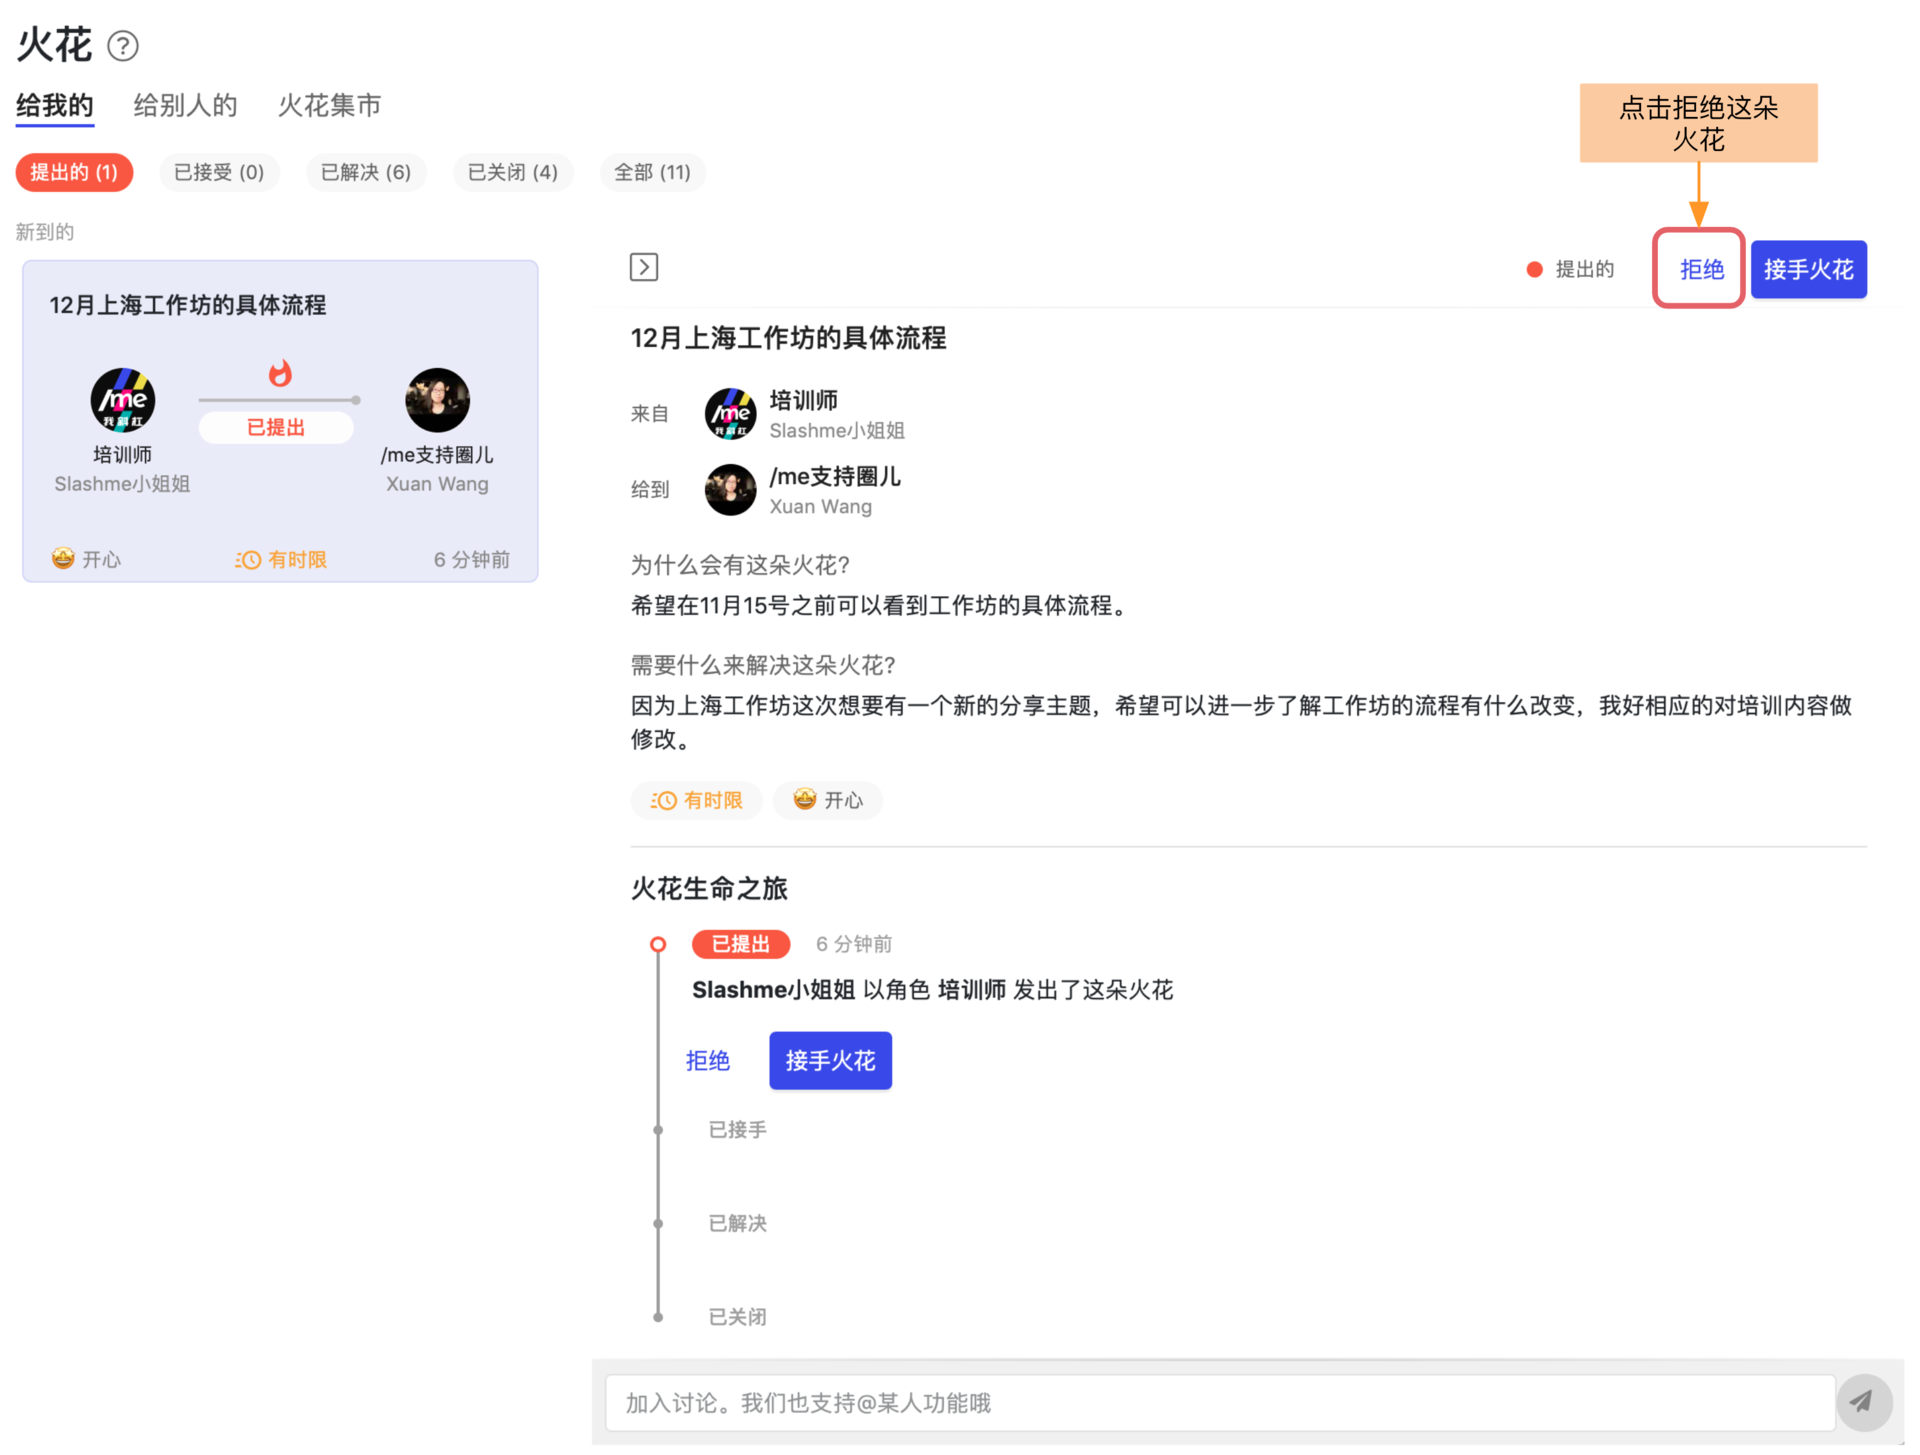 火花 ?
给我的 给别人的 火花集市
点击拒绝这朵
火花
提出的 (1) 已接受 (0) 已解决 (6) 已关闭 (4) 全部 (11)
新到的
12月上海工作坊的具体流程
/me
我斜杠
已提出
培训师
Slashme小姐姐
/me支持圈儿
Xuan Wang
开心 有时限 6 分钟前
提出的 拒绝 接手火花
12月上海工作坊的具体流程
来自
/me
我斜杠
培训师
Slashme小姐姐
给到
/me支持圈儿
Xuan Wang
为什么会有这朵火花?
希望在11月15号之前可以看到工作坊的具体流程。
需要什么来解决这朵火花?
因为上海工作坊这次想要有一个新的分享主题，希望可以进一步了解工作坊的流程有什么改变，我好相应的对培训内容做
修改。
有时限 开心
火花生命之旅
已提出 6 分钟前
Slashme小姐姐 以角色 培训师 发出了这朵火花
拒绝 接手火花
已接手
已解决
已关闭
加入讨论。我们也支持@某人功能哦